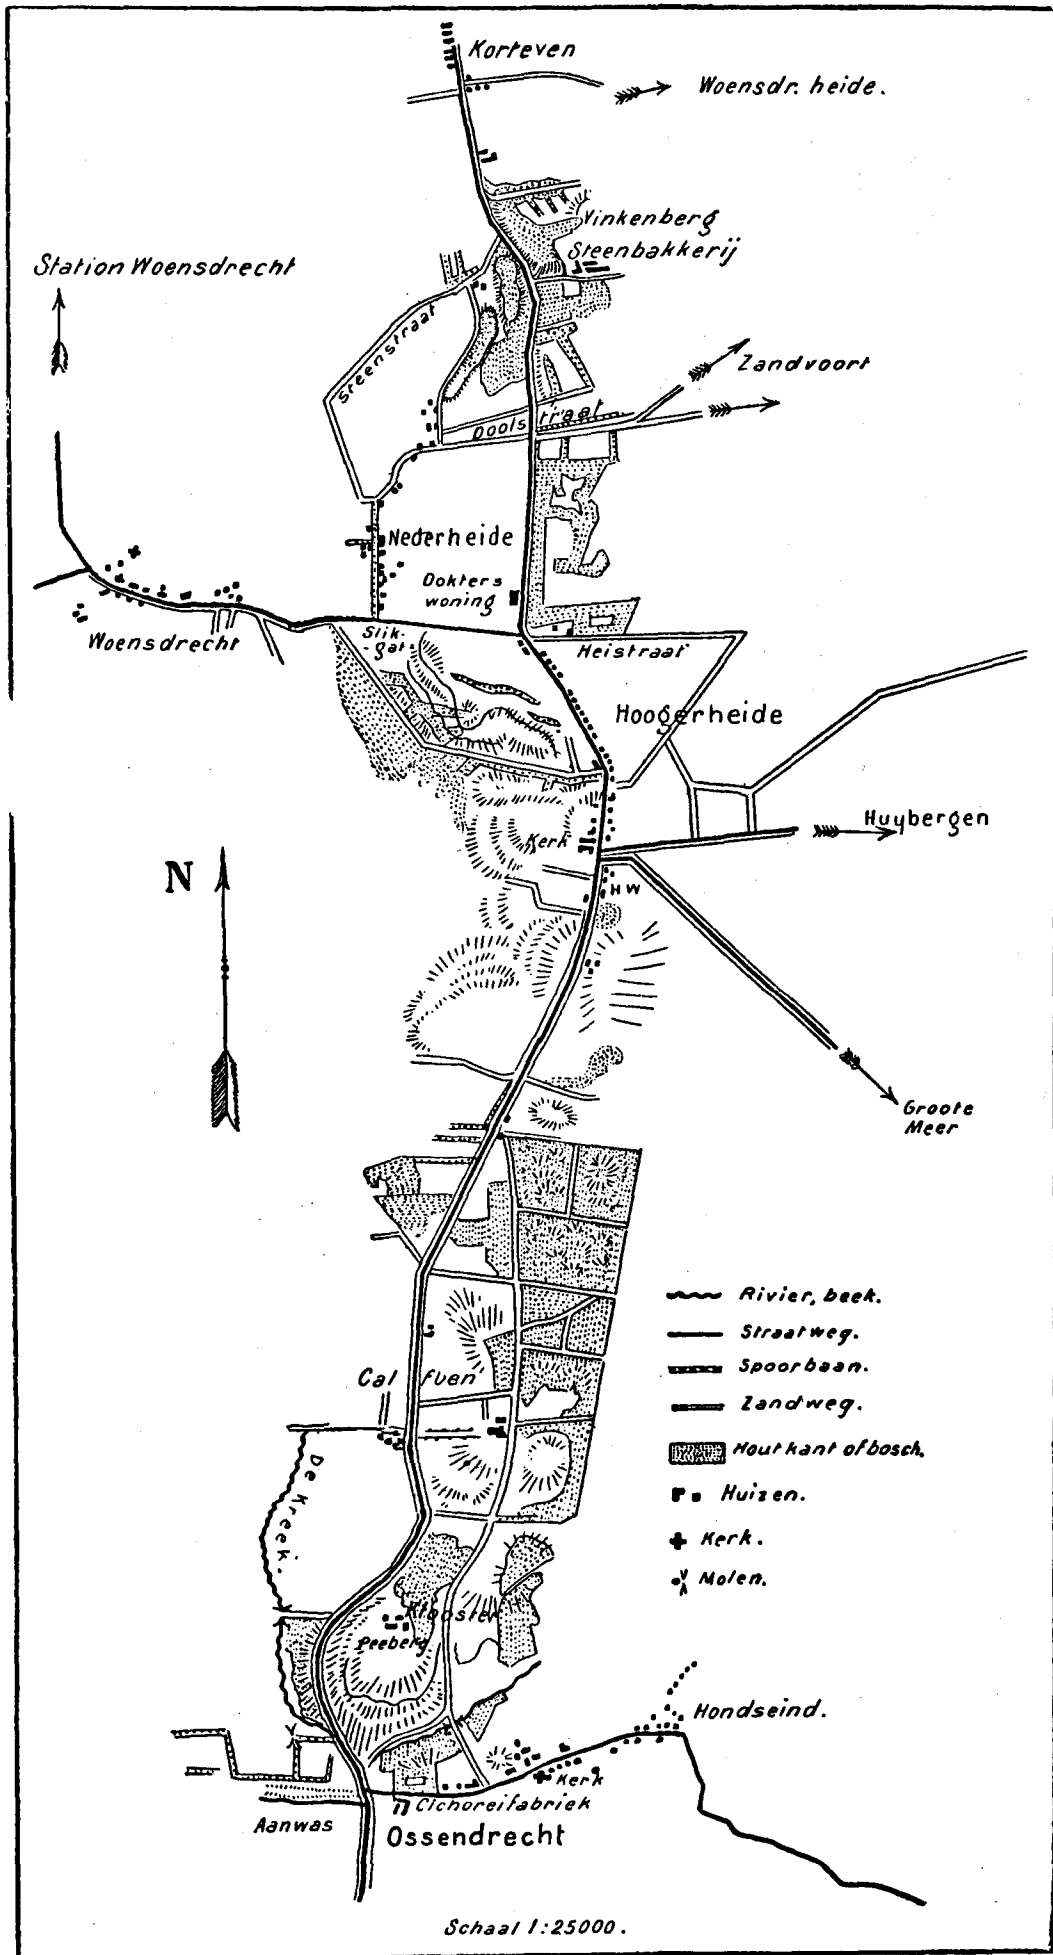 Korteven
Woensdr. heide.
Vinkenberg
Steenbakkerij
Station Woensdrecht
Steenstraat
Zandvoort
Doolstraat
Nederheide
Dokters
woning
Woensdrecht
Slik-
-gat.
Heistraat
Hoogerheide
Huybergen
Kerk
N
HW
Groote
Meer
Rivier, beek.
Straatweg.
Spoorbaan.
Zandweg.
Houtkant of bosch.
Huizen.
Kerk.
Molen.
Calfven
De Kreek.
Klooster
Peeberg
Hondseind.
Kerk
Cichoreifabriek
Aanwas
Ossendrecht
Schaal 1:25000.